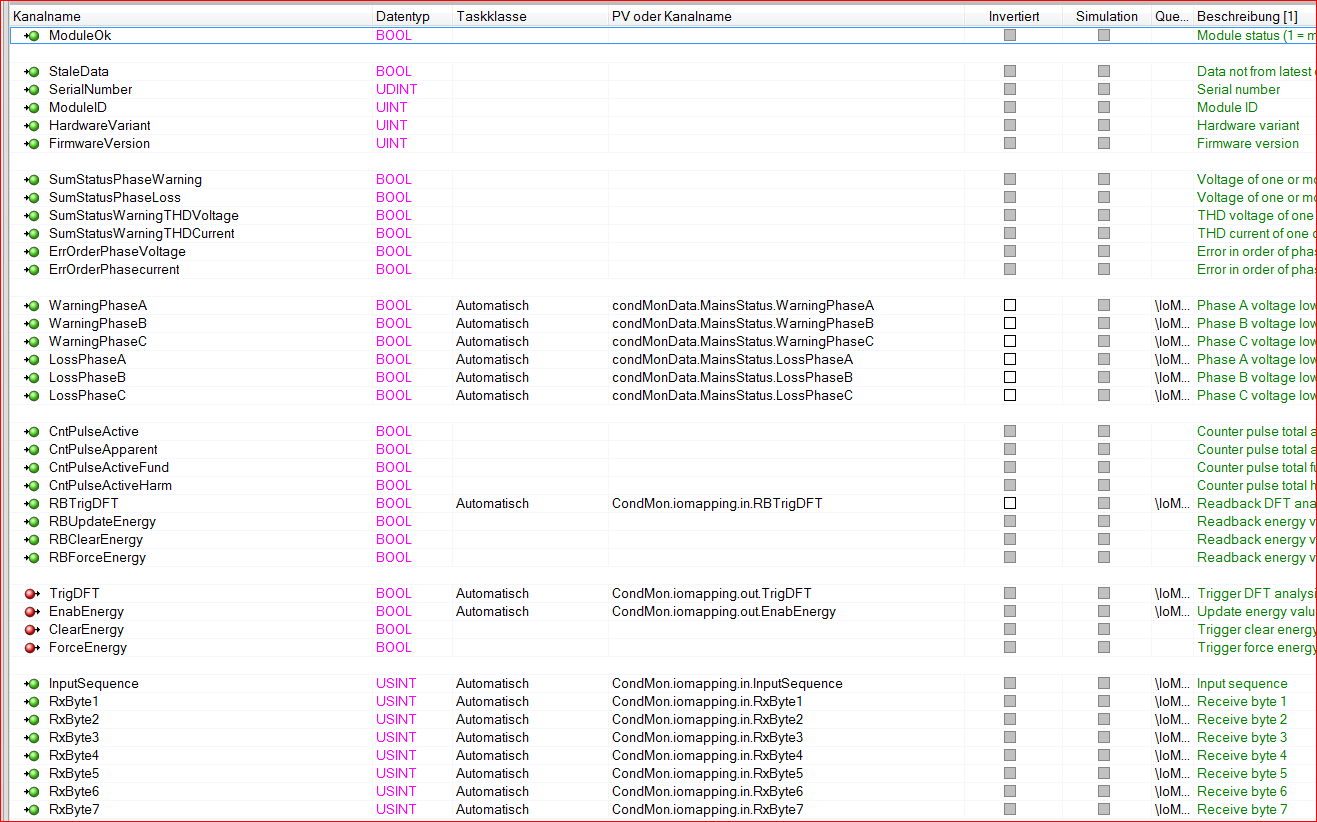 Kanalname Datentyp Taskklasse PV oder Kanalname Invertiert Simulation Que... Beschreibung [1]
ModuleOk BOOL Module status (1 = m
StaleData BOOL Data not from latest
SerialNumber UDINT Serial number
ModuleID UINT Module ID
HardwareVariant UINT Hardware variant
FirmwareVersion UINT Firmware version
SumStatusPhaseWarning BOOL Voltage of one or mo
SumStatusPhaseLoss BOOL Voltage of one or mo
SumStatusWarningTHDVoltage BOOL THD voltage of one
SumStatusWarningTHDCurrent BOOL THD current of one
ErrOrderPhaseVoltage BOOL Error in order of phas
ErrOrderPhasecurrent BOOL Error in order of phas
WarningPhaseA BOOL Automatisch condMonData.MainsStatus.WarningPhaseA \IoM... Phase A voltage low
WarningPhaseB BOOL Automatisch condMonData.MainsStatus.WarningPhaseB \IoM... Phase B voltage low
WarningPhaseC BOOL Automatisch condMonData.MainsStatus.WarningPhaseC \IoM... Phase C voltage low
LossPhaseA BOOL Automatisch condMonData.MainsStatus.LossPhaseA \IoM... Phase A voltage low
LossPhaseB BOOL Automatisch condMonData.MainsStatus.LossPhaseB \IoM... Phase B voltage low
LossPhaseC BOOL Automatisch condMonData.MainsStatus.LossPhaseC \IoM... Phase C voltage low
CntPulseActive BOOL Counter pulse total a
CntPulseApparent BOOL Counter pulse total a
CntPulseActiveFund BOOL Counter pulse total fu
CntPulseActiveHarm BOOL Counter pulse total h
RBTrigDFT BOOL Automatisch CondMon.iomapping.in.RBTrigDFT \IoM... Readback DFT ana
RBUpdateEnergy BOOL Readback energy v
RBClearEnergy BOOL Readback energy v
RBForceEnergy BOOL Readback energy v
TrigDFT BOOL Automatisch CondMon.iomapping.out.TrigDFT \IoM... Trigger DFT analysi
EnabEnergy BOOL Automatisch CondMon.iomapping.out.EnabEnergy \IoM... Update energy valu
ClearEnergy BOOL Trigger clear energy
ForceEnergy BOOL Trigger force energy
InputSequence USINT Automatisch CondMon.iomapping.in.InputSequence \IoM... Input sequence
RxByte1 USINT Automatisch CondMon.iomapping.in.RxByte1 \IoM... Receive byte 1
RxByte2 USINT Automatisch CondMon.iomapping.in.RxByte2 \IoM... Receive byte 2
RxByte3 USINT Automatisch CondMon.iomapping.in.RxByte3 \IoM... Receive byte 3
RxByte4 USINT Automatisch CondMon.iomapping.in.RxByte4 \IoM... Receive byte 4
RxByte5 USINT Automatisch CondMon.iomapping.in.RxByte5 \IoM... Receive byte 5
RxByte6 USINT Automatisch CondMon.iomapping.in.RxByte6 \IoM... Receive byte 6
RxByte7 USINT Automatisch CondMon.iomapping.in.RxByte7 \IoM... Receive byte 7